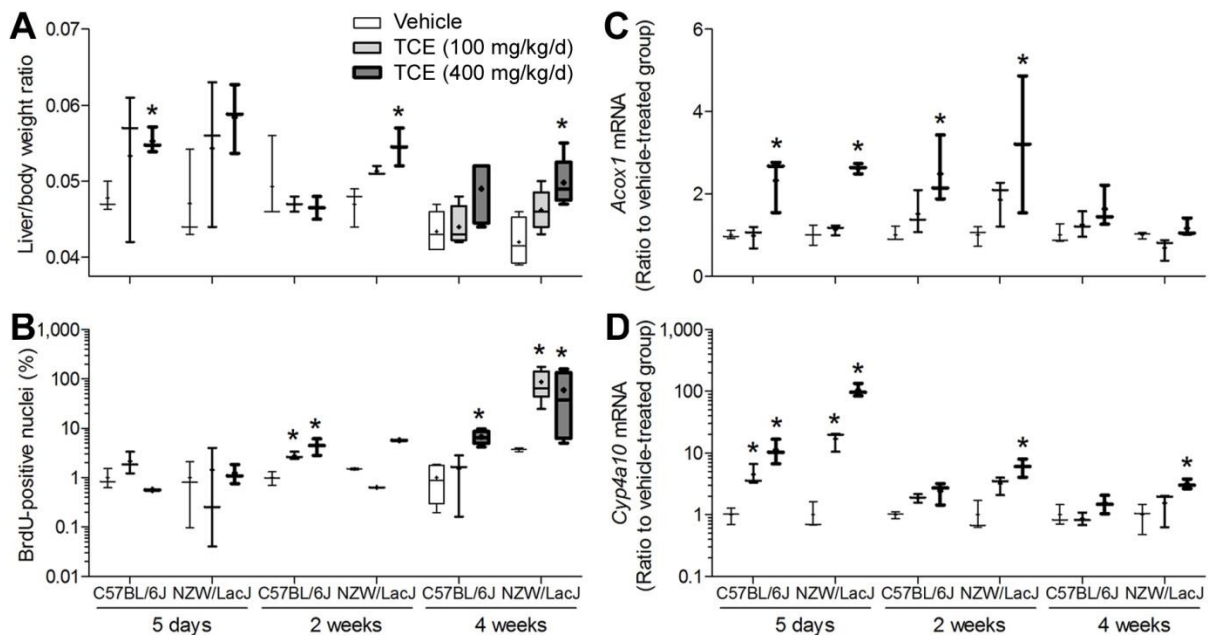 A
0.07
0.06
0.05
0.04
Liver/body weight ratio
Vehicle
TCE (100 mg/kg/d)
TCE (400 mg/kg/d)
*
*
*
B
1,000
100
10
1
0.1
0.01
BrdU-positive nuclei (%)
* *
*
* *
C57BL/6J NZW/LacJ C57BL/6J NZW/LacJ C57BL/6J NZW/LacJ
5 days 2 weeks 4 weeks
C
6
4
2
0
Acox1 mRNA
(Ratio to vehicle-treated group)
* * * *
D
1,000
100
10
1
0.1
Cyp4a10 mRNA
(Ratio to vehicle-treated group)
* * * * * *
C57BL/6J NZW/LacJ C57BL/6J NZW/LacJ C57BL/6J NZW/LacJ
5 days 2 weeks 4 weeks